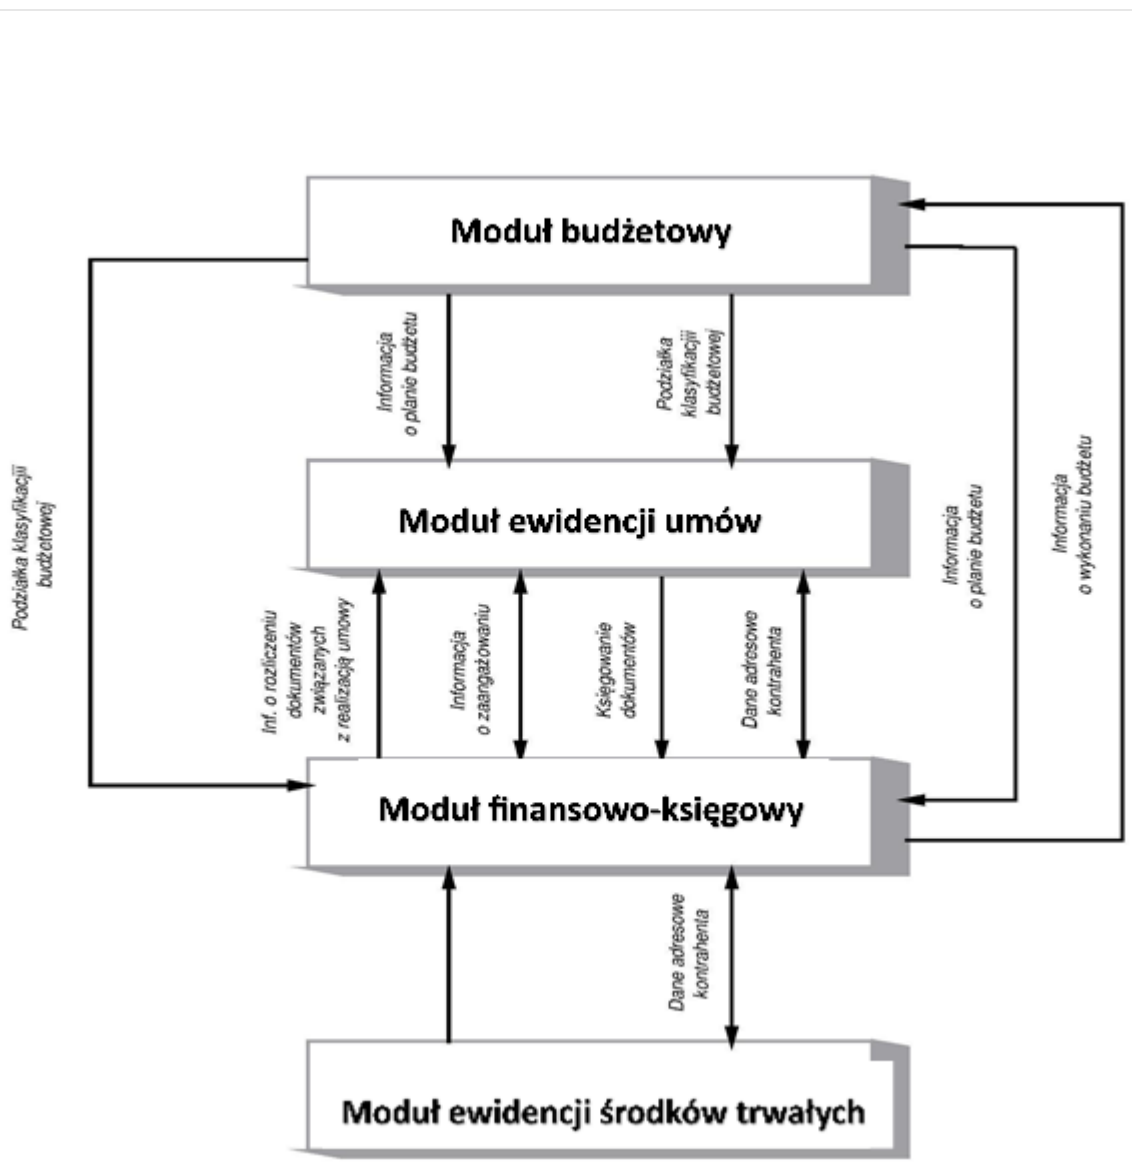 Moduł budżetowy
Informacja
o planie budżetu
Podziałka
klasyfikacji
budżetowej
Moduł ewidencji umów
Podziałka klasyfikacji
budżetowej
Informacja
o planie budżetu
Informacja
o wykonaniu budżetu
Inf. o rozliczeniu
dokumentów
związanych
z realizacją umowy
Informacja
o zaangażowaniu
Księgowanie
dokumentów
Dane adresowe
kontrahenta
Moduł finansowo-księgowy
Dane adresowe
kontrahenta
Moduł ewidencji środków trwałych